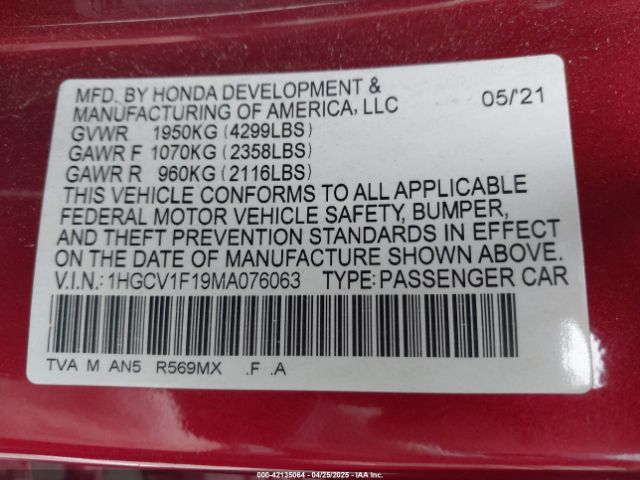 MFD. BY HONDA DEVELOPMENT &
MANUFACTURING OF AMERICA, LLC 05/'21
GVWR 1950KG (4299LBS)
GAWR F 1070KG (2358LBS)
GAWR R 960KG (2116LBS)
THIS VEHICLE CONFORMS TO ALL APPLICABLE
FEDERAL MOTOR VEHICLE SAFETY, BUMPER,
AND THEFT PREVENTION STANDARDS IN EFFECT
ON THE DATE OF MANUFACTURE SHOWN ABOVE.
V.I.N.: 1HGCV1F19MA076063 TYPE: PASSENGER CAR
TVA M AN5 R569MX .F .A
000-42135064 - 04/25/2025 - IAA Inc.